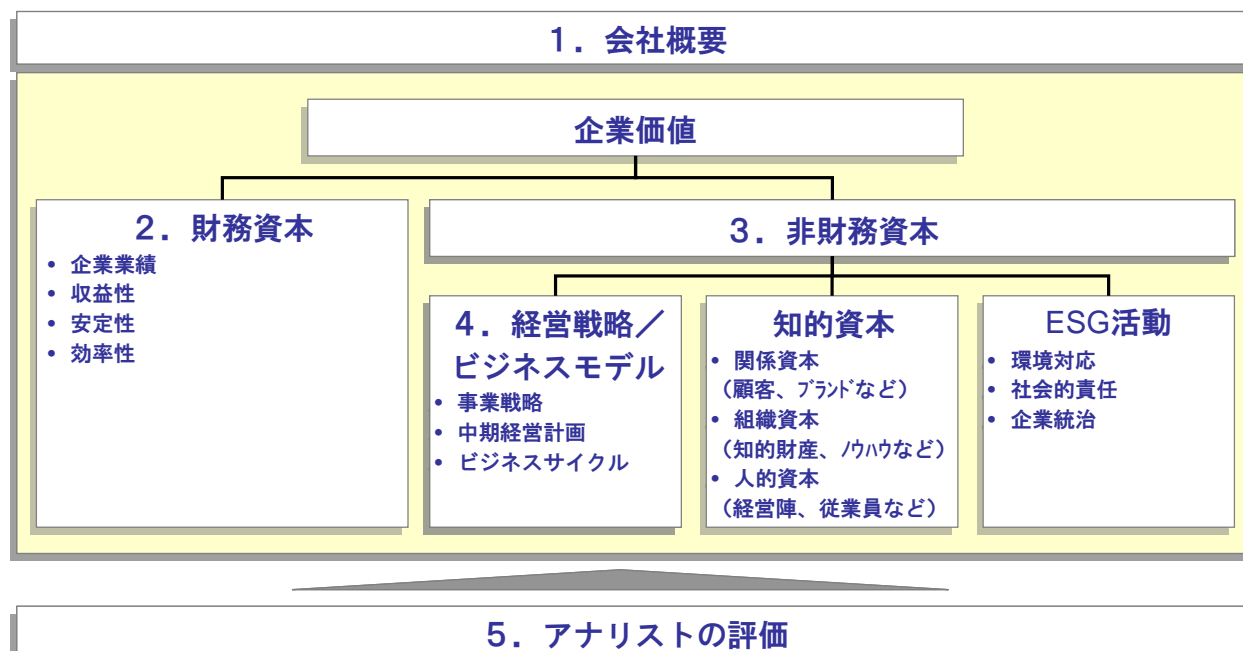 1．会社概要
企業価値
2．財務資本
• 企業業績
• 収益性
• 安定性
• 効率性
3．非財務資本
4．経営戦略／
ビジネスモデル
• 事業戦略
• 中期経営計画
• ビジネスサイクル
知的資本
• 関係資本
（顧客、ﾌﾞﾗﾝﾄﾞなど）
• 組織資本
（知的財産、ﾉｳﾊｳなど）
• 人的資本
（経営陣、従業員など）
ESG活動
• 環境対応
• 社会的責任
• 企業統治
5．アナリストの評価